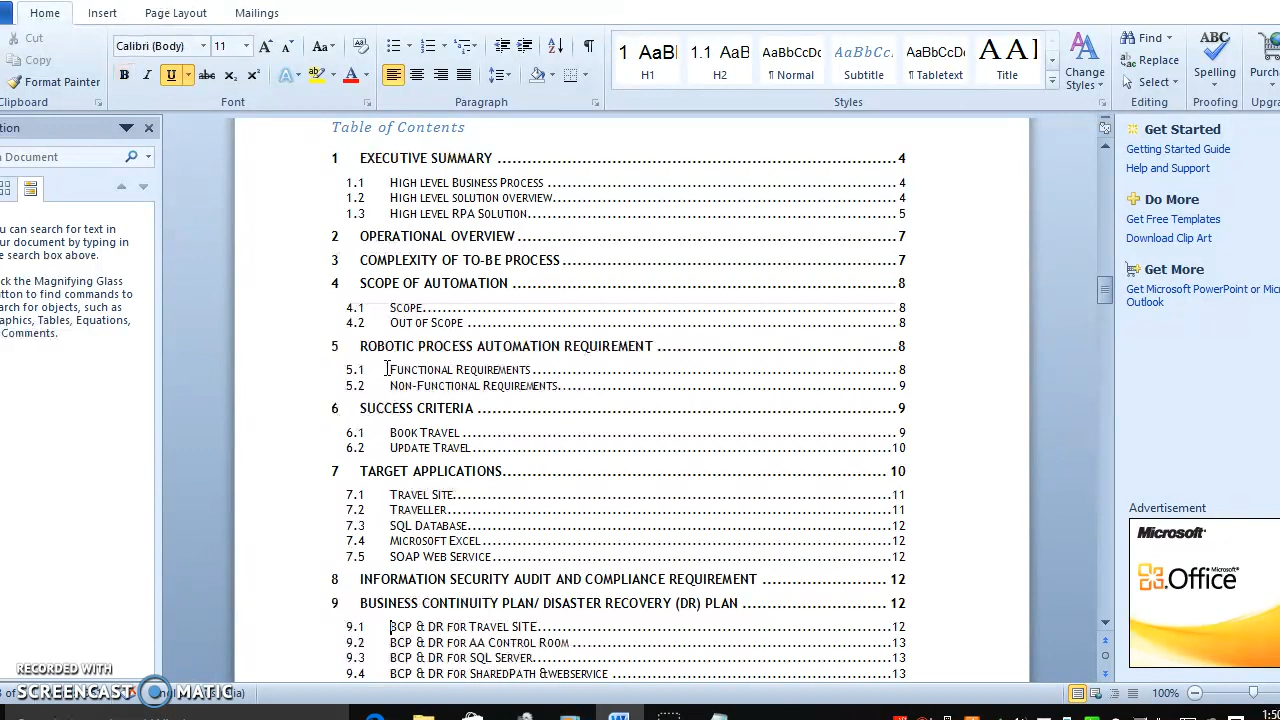 Home Insert Page Layout Mailings
Cut
Copy
Format Painter
Clipboard
Calibri (Body) 11
Font
Paragraph
1 AaBl 1.1 AaB AaBbCcDc AaBbCc. AaBbCcD AAI
H1 H2 ¶ Normal Subtitle ¶ Tabletext Title
Change Styles
Styles
Find
Replace
Select
Editing
ABC
Spelling
Proofing
Purch
Upgra
tion
Document
ou can search for text in
ur document by typing in
e search box above.
ick the Magnifying Glass
tton to find commands to
arch for objects, such as
aphics, Tables, Equations,
Comments.
Table of Contents
1 EXECUTIVE SUMMARY 4
1.1 High level Business Process 4
1.2 High level solution overview 4
1.3 High level RPA Solution 5
2 OPERATIONAL OVERVIEW 7
3 COMPLEXITY OF TO-BE PROCESS 7
4 SCOPE OF AUTOMATION 8
4.1 Scope 8
4.2 Out of Scope 8
5 ROBOTIC PROCESS AUTOMATION REQUIREMENT 8
5.1 Functional Requirements 8
5.2 Non-Functional Requirements 9
6 SUCCESS CRITERIA 9
6.1 Book Travel 9
6.2 Update Travel 10
7 TARGET APPLICATIONS 10
7.1 Travel Site 11
7.2 Traveller 11
7.3 SQL Database 12
7.4 Microsoft Excel 12
7.5 SOAP Web Service 12
8 INFORMATION SECURITY AUDIT AND COMPLIANCE REQUIREMENT 12
9 BUSINESS CONTINUITY PLAN/ DISASTER RECOVERY (DR) PLAN 12
9.1 BCP & DR for Travel SITE 12
9.2 BCP & DR for AA Control Room 13
9.3 BCP & DR for SQL Server 13
9.4 BCP & DR for SharedPath &webservice 13
Get Started
Getting Started Guide
Help and Support
Do More
Get Free Templates
Download Clip Art
Get More
Get Microsoft PowerPoint or Micr
Outlook
Advertisement
Microsoft®
Office
RECORDED WITH
SCREENCAST MATIC
100%
1:50